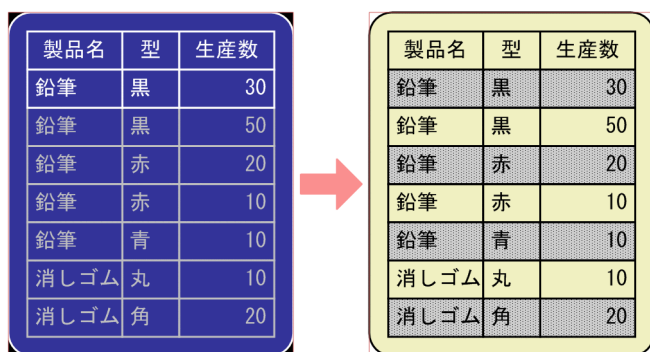 製品名 型 生産数
鉛筆 黒 30
鉛筆 黒 50
鉛筆 赤 20
鉛筆 赤 10
鉛筆 青 10
消しゴム 丸 10
消しゴム 角 20
製品名 型 生産数
鉛筆 黒 30
鉛筆 黒 50
鉛筆 赤 20
鉛筆 赤 10
鉛筆 青 10
消しゴム 丸 10
消しゴム 角 20